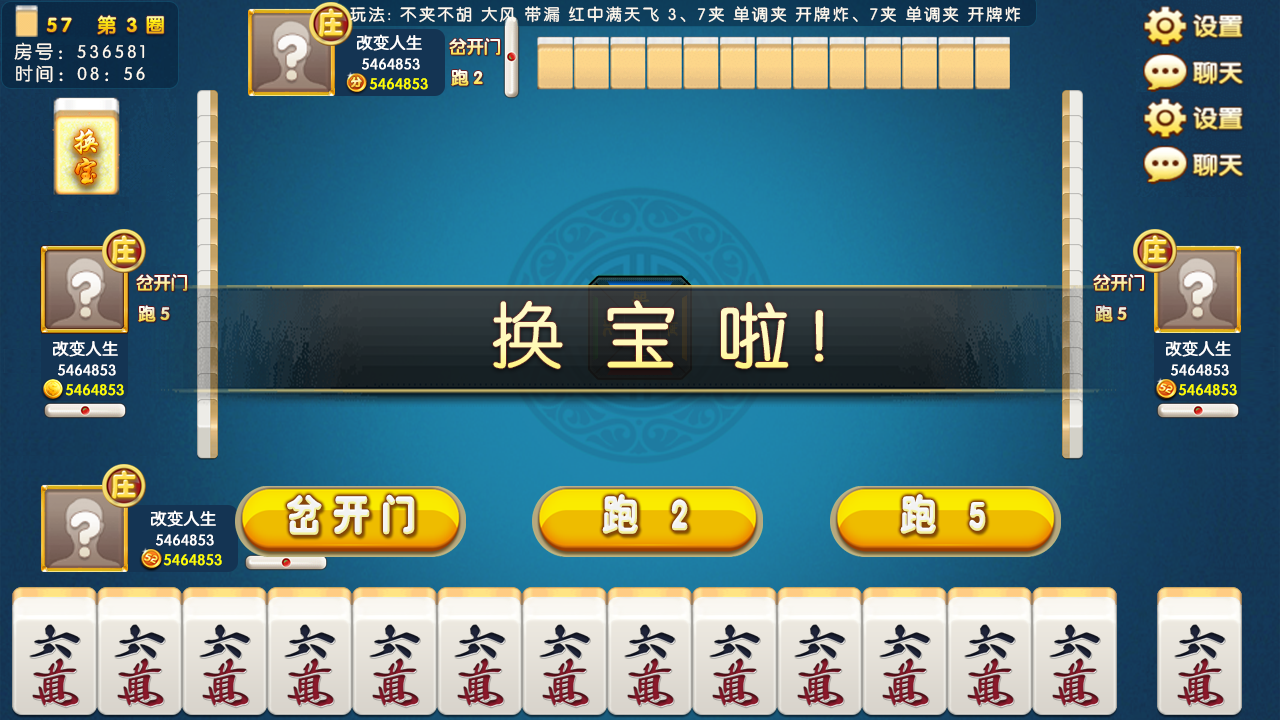 57 第 3 圈
房号: 536581
时间: 08: 56
玩法: 不夹不胡 大风 带漏 红中满天飞 3、7夹 单调夹 开牌炸、7夹 单调夹 开牌炸
庄
改变人生
5464853
分 5464853
岔开门
跑 2
设置
聊天
设置
聊天
换宝
庄
岔开门
跑 5
改变人生
5464853
5464853
庄
岔开门
跑 5
改变人生
5464853
52 5464853
换 宝 啦!
庄
改变人生
5464853
52 5464853
岔开门
跑 2
跑 5
六萬 六萬 六萬 六萬 六萬 六萬 六萬 六萬 六萬 六萬 六萬 六萬 六萬 六萬